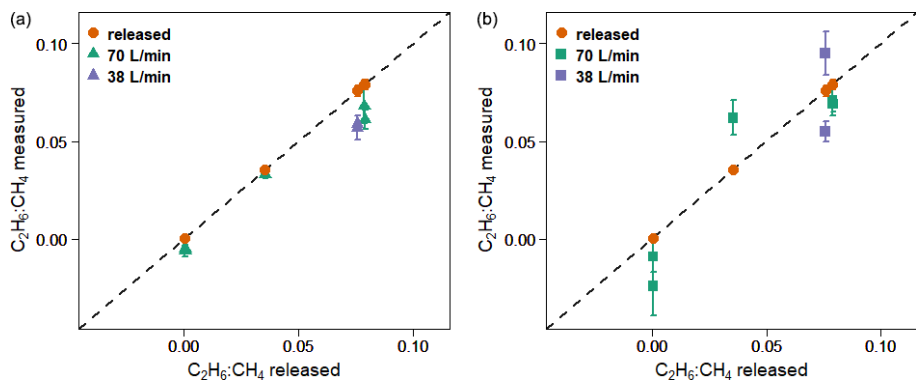 (a)
released
70 L/min
38 L/min
0.10
0.05
0.00
C₂H₆:CH₄ measured
0.00 0.05 0.10
C₂H₆:CH₄ released
(b)
released
70 L/min
38 L/min
0.10
0.05
0.00
C₂H₆:CH₄ measured
0.00 0.05 0.10
C₂H₆:CH₄ released